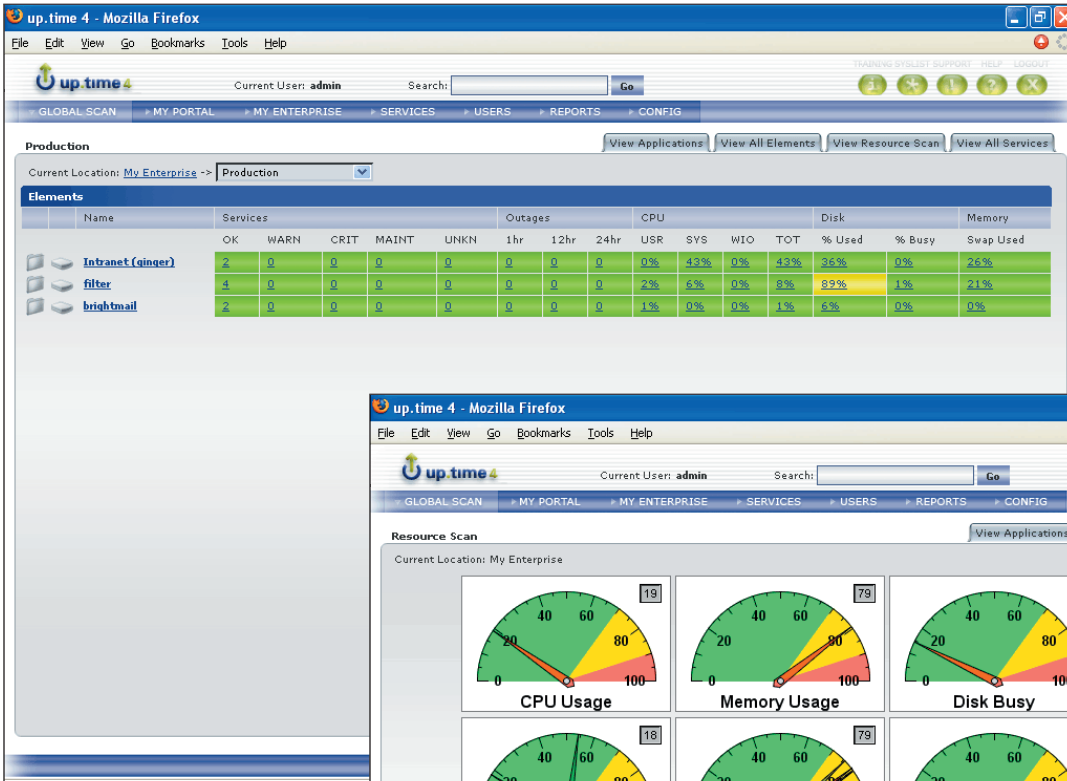 up.time 4 - Mozilla Firefox
File Edit View Go Bookmarks Tools Help
TRAINING SYSLIST SUPPORT HELP LOGOUT
up.time 4 Current User: admin Search: Go
GLOBAL SCAN MY PORTAL MY ENTERPRISE SERVICES USERS REPORTS CONFIG
Production View Applications View All Elements View Resource Scan View All Services
Current Location: My Enterprise -> Production
Elements
Name Services Outages CPU Disk Memory
OK WARN CRIT MAINT UNKN 1hr 12hr 24hr USR SYS WIO TOT % Used % Busy Swap Used
Intranet (ginger) 2 0 0 0 0 0 0 0 0% 43% 0% 43% 36% 0% 26%
filter 4 0 0 0 0 0 0 0 2% 6% 0% 8% 89% 1% 21%
brightmail 2 0 0 0 0 0 0 0 1% 0% 0% 1% 6% 0% 0%
up.time 4 - Mozilla Firefox
File Edit View Go Bookmarks Tools Help
up.time 4 Current User: admin Search: Go
GLOBAL SCAN MY PORTAL MY ENTERPRISE SERVICES USERS REPORTS CONFIG
Resource Scan View Applications
Current Location: My Enterprise
19 79
40 60 40 60 40 60
20 80 20 80 20 80
0 100 0 100 0
CPU Usage Memory Usage Disk Busy
18 79
40 60 40 60 40 60